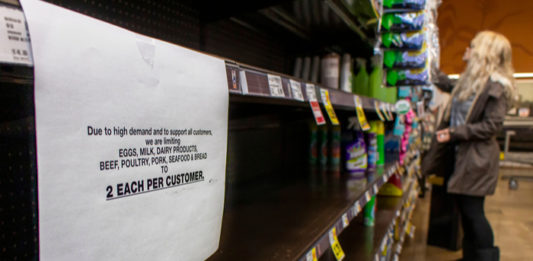 Due to high demand and to support all customers,
we are limiting
EGGS, MILK, DAIRY PRODUCTS,
BEEF, POULTRY, PORK, SEAFOOD & BREAD
TO
2 EACH PER CUSTOMER.